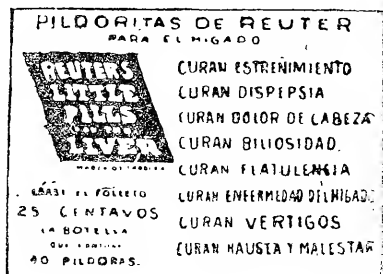 PILDORITAS DE REUTER
PARA EL HIGADO
REUTERS
LITTLE
PILLS
LIVER
CURAN ESTREÑIMIENTO
CURAN DISPEPSIA
CURAN DOLOR DE CABEZA
CURAN BILIOSIDAD.
CURAN FLATULENCIA
CURAN ENFERMEDAD DEL HIGADO.
CURAN VERTIGOS
CURAN NAUSEA Y MALESTAR
EL FOLLETO
25 CENTAVOS
LA BOTELLA
QUE CONTIENE
40 PILDORAS.